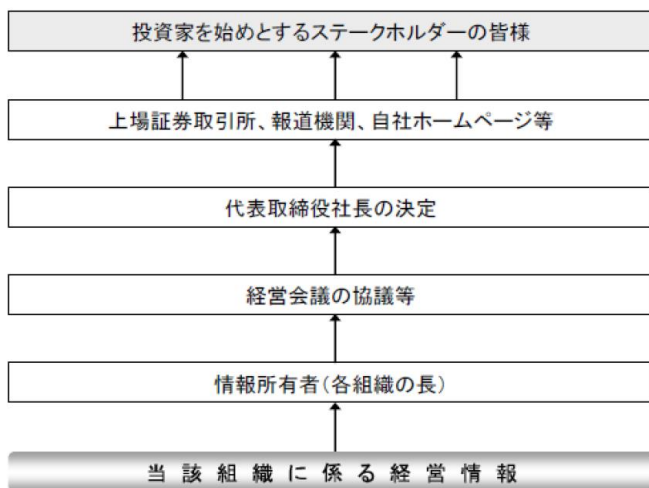 投資家を始めとするステークホルダーの皆様
上場証券取引所、報道機関、自社ホームページ等
代表取締役社長の決定
経営会議の協議等
情報所有者(各組織の長)
当該組織に係る経営情報